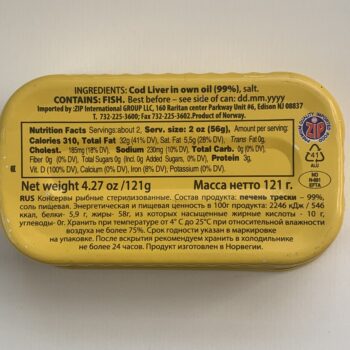 INGREDIENTS: Cod Liver in own oil (99%), salt.
CONTAINS: FISH. Best before – see side of can: dd.mm.yyyy
Imported by :ZIP International GROUP LLC, 160 Raritan center Parkway Unit #6, Edison NJ 08837
T. 732-225-3600; Fax 732-225-3602. Product of Norway.
QUALITY IMPORTED FOODS
ZIP
Nutrition Facts Servings:about 2, Serv. size: 2 oz (56g), Amount per serving:
Calories 310, Total Fat 32g (41% DV), Sat. Fat 5,5g (28% DV), Trans Fat 0g,
Cholest. 185mg (18% DV), Sodium 230mg (10% DV), Total Carb. 0g (0% DV),
Fiber 0g (0% DV), Total Sugars 0g (Incl. 0g Added Sugars, 0% DV), Protein 3g,
Vit. D (100% DV), Calcium (0% DV), Iron (8% DV), Potassium (0% DV)
41
ALU
NO
EFTA
Net weight 4.27 oz/121g Масса нетто 121 г.
RUS Консервы рыбные стерилизованные. Состав продукта: печень трески – 99%,
соль пищевая. Энергетическая и пищевая ценность в 100г продукта: 2246 кДж / 546
ккал, белки- 5,9 г, жиры- 58г, из которых насыщенные жирные кислоты - 10 г,
углеводы- 0г. Хранить при температуре от 4° C до 25°C при относительной влажности
воздуха не более 75%. Срок годности указан в маркировке
на упаковке. После вскрытия рекомендуем хранить в холодильнике
не более 24 часов. Продукт изготовлен в Норвегии.